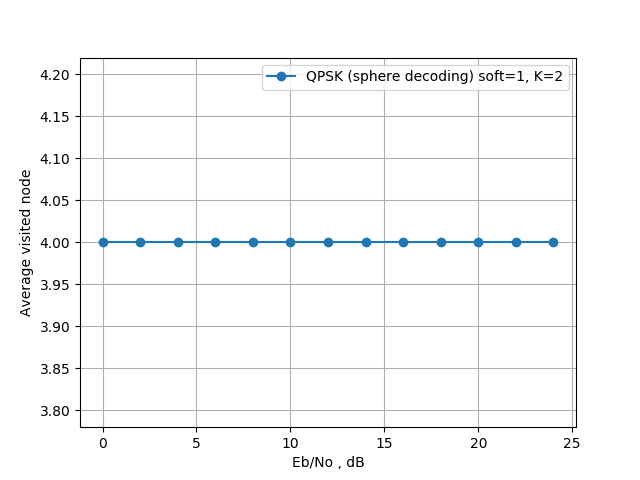 QPSK (sphere decoding) soft=1, K=2
4.20
4.15
4.10
4.05
4.00
3.95
3.90
3.85
3.80
Average visited node
0 5 10 15 20 25
Eb/No , dB